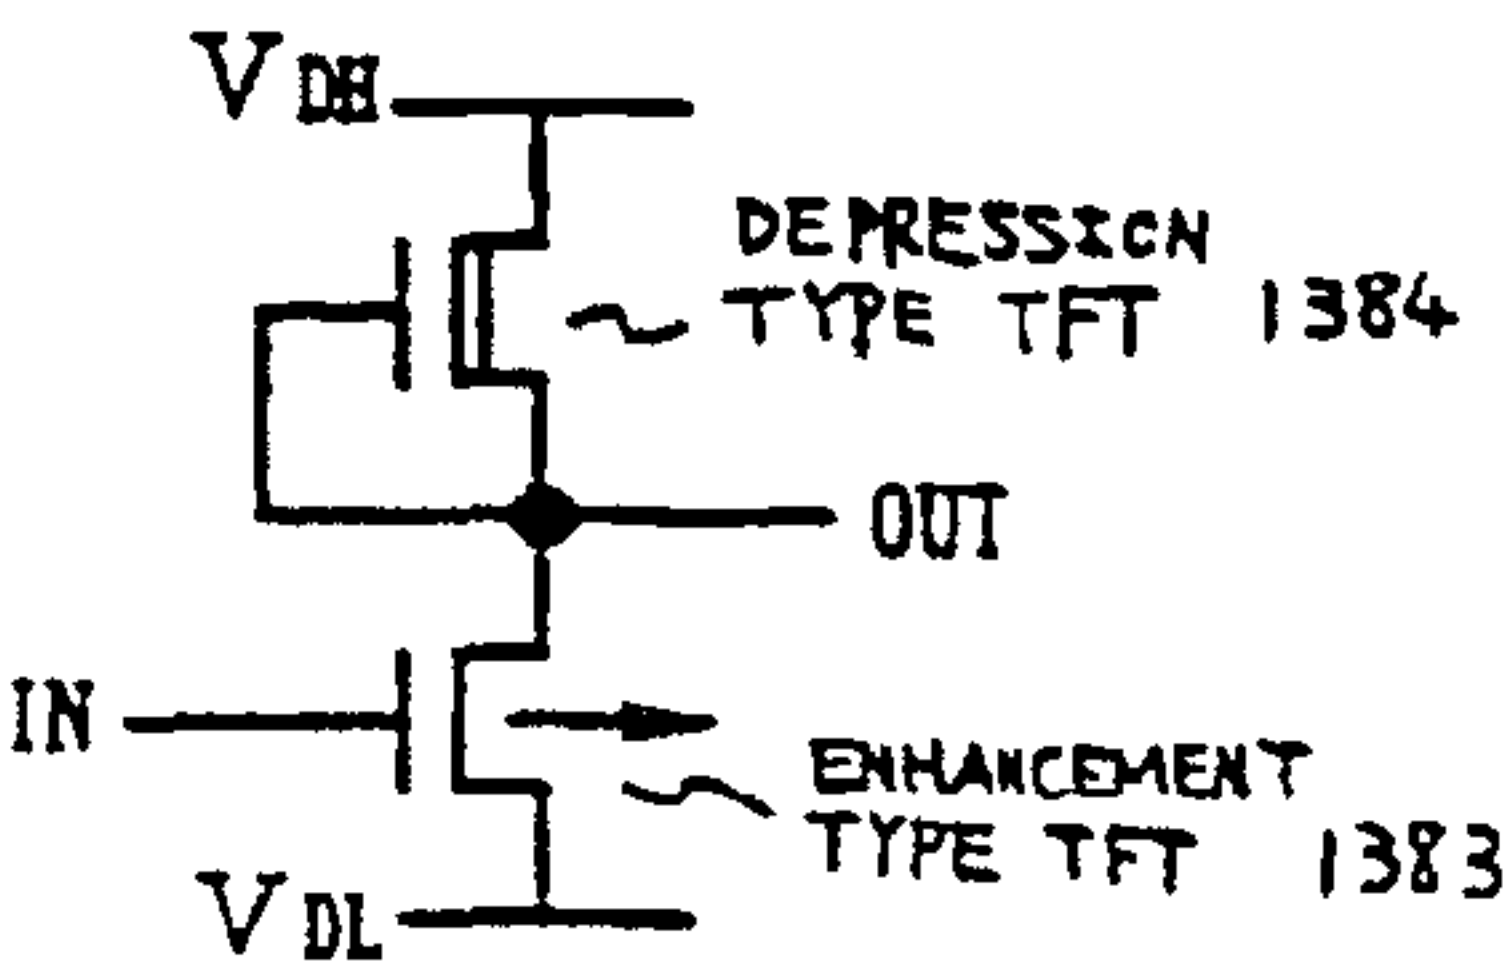 VDH
DEPRESSION
TYPE TFT 1384
OUT
IN
ENHANCEMENT
TYPE TFT 1383
VDL